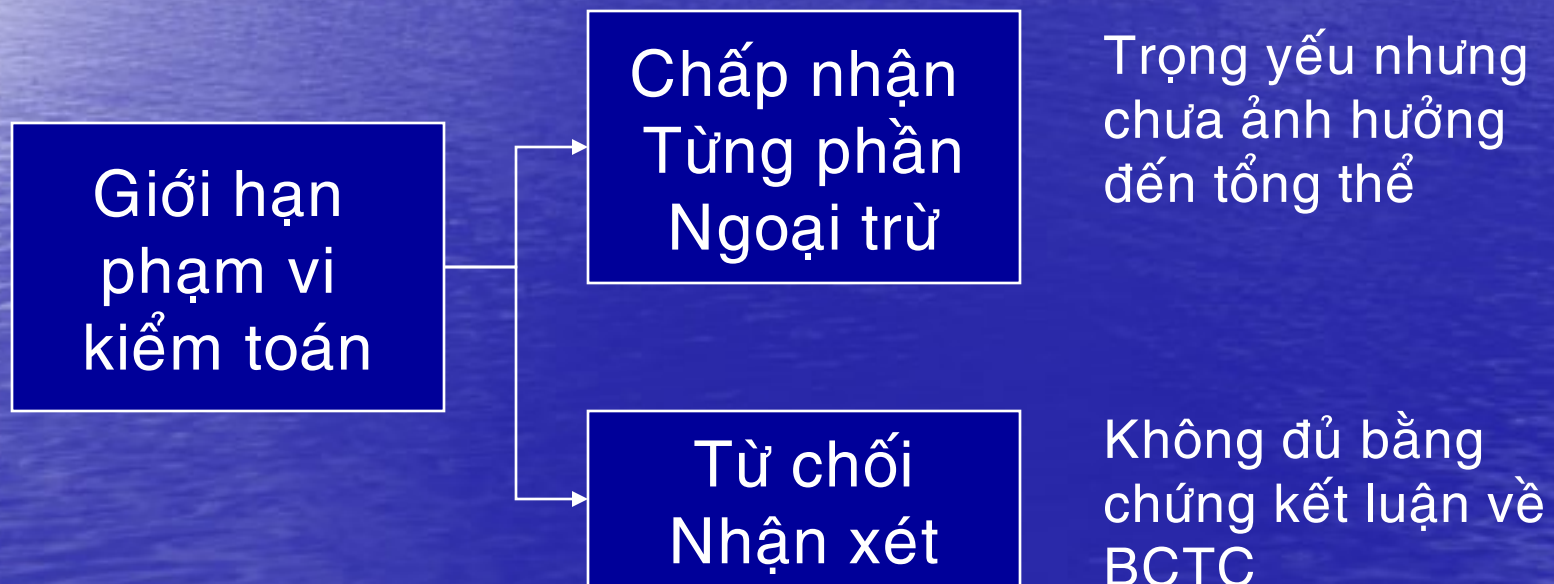 Giới hạn
phạm vi
kiểm toán
Chấp nhận
Từng phần
Ngoại trừ
Trọng yếu nhưng
chưa ảnh hưởng
đến tổng thể
Từ chối
Nhận xét
Không đủ bằng
chứng kết luận về
BCTC